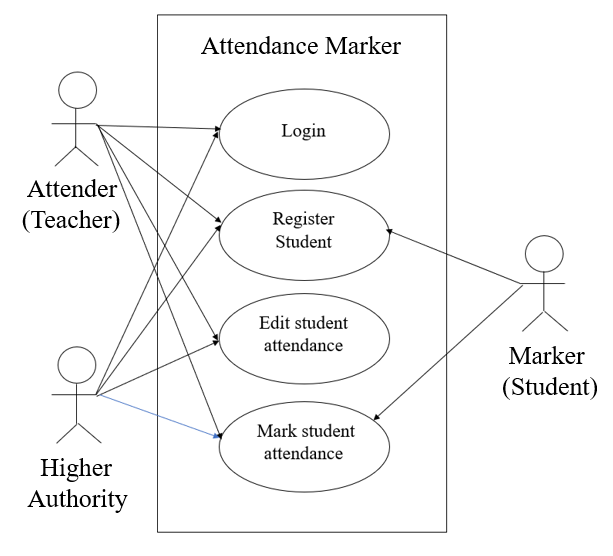 Attendance Marker
Login
Attender
(Teacher)
Register
Student
Edit student
attendance
Marker
(Student)
Mark student
attendance
Higher
Authority